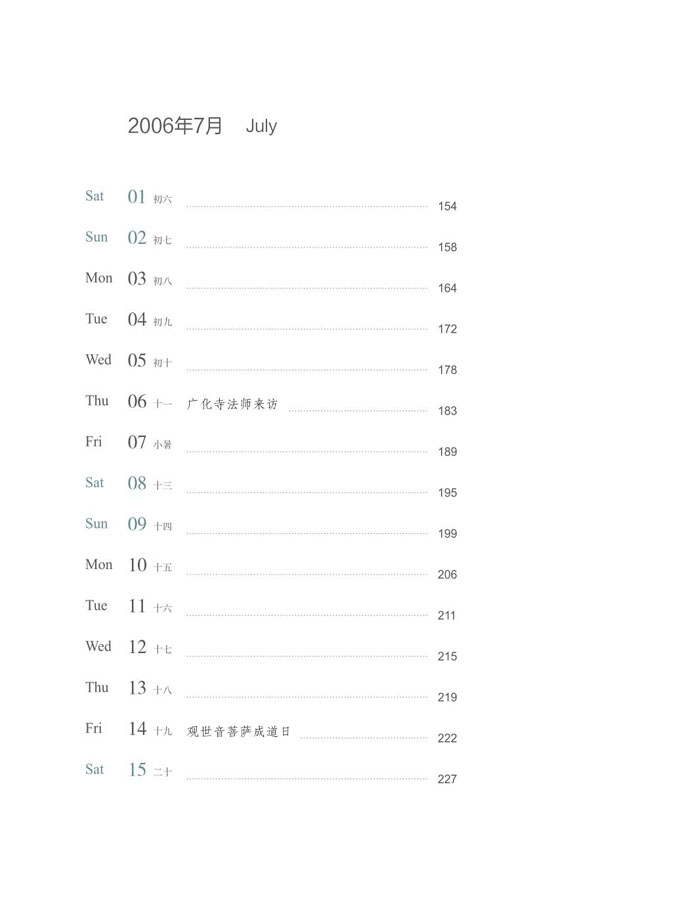 2006年7月 July
Sat 01 初六 154
Sun 02 初七 158
Mon 03 初八 164
Tue 04 初九 172
Wed 05 初十 178
Thu 06 十一 广化寺法师来访 183
Fri 07 小暑 189
Sat 08 十三 195
Sun 09 十四 199
Mon 10 十五 206
Tue 11 十六 211
Wed 12 十七 215
Thu 13 十八 219
Fri 14 十九 观世音菩萨成道日 222
Sat 15 二十 227